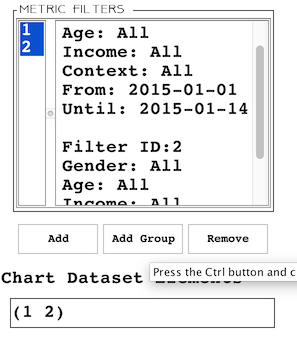 METRIC FILTERS
1
2
Age: All
Income: All
Context: All
From: 2015-01-01
Until: 2015-01-14
Filter ID:2
Gender: All
Age: All
Income: All
Add
Add Group
Remove
Chart Dataset Elements
Press the Ctrl button and c
(1 2)